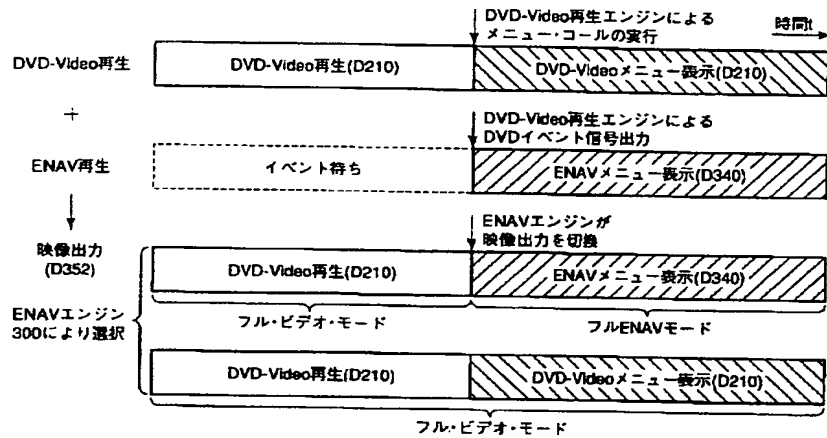 DVD-Video再生エンジンによる
メニュー・コールの実行
時間t
DVD-Video再生
DVD-Video再生(D210)
DVD-Videoメニュー表示(D210)
+
DVD-Video再生エンジンによる
DVDイベント信号出力
ENAV再生
イベント待ち
ENAVメニュー表示(D340)
ENAVエンジンが
映像出力を切換
映像出力
(D352)
DVD-Video再生(D210)
ENAVメニュー表示(D340)
フル・ビデオ・モード
フルENAVモード
ENAVエンジン
300により選択
DVD-Video再生(D210)
DVD-Videoメニュー表示(D210)
フル・ビデオ・モード